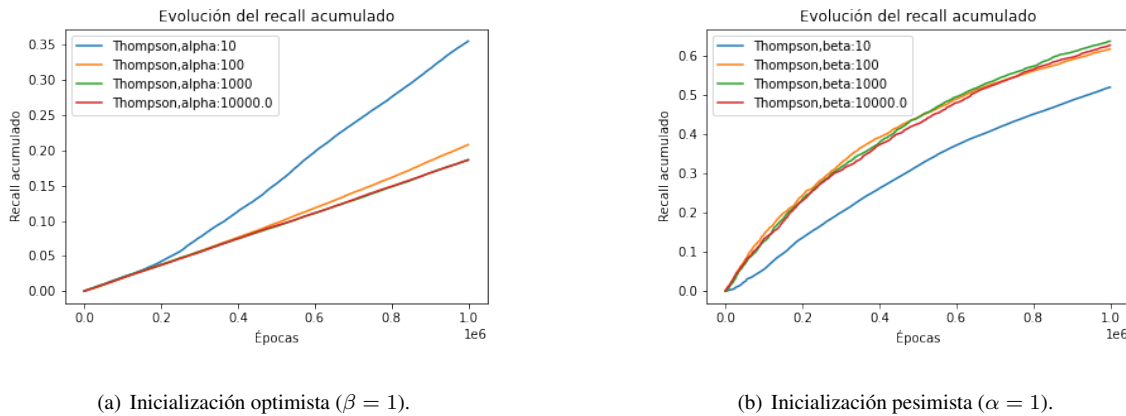 Evolución del recall acumulado
Thompson,alpha:10
Thompson,alpha:100
Thompson,alpha:1000
Thompson,alpha:10000.0
Recall acumulado
0.35
0.30
0.25
0.20
0.15
0.10
0.05
0.00
0.0 0.2 0.4 0.6 0.8 1.0
1e6
Épocas
(a) Inicialización optimista (β = 1).
Evolución del recall acumulado
Thompson,beta:10
Thompson,beta:100
Thompson,beta:1000
Thompson,beta:10000.0
Recall acumulado
0.6
0.5
0.4
0.3
0.2
0.1
0.0
0.0 0.2 0.4 0.6 0.8 1.0
1e6
Épocas
(b) Inicialización pesimista (α = 1).